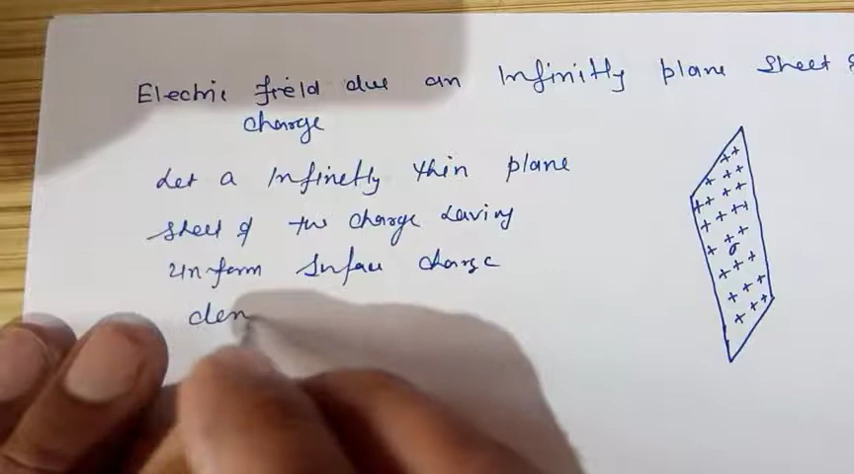 Electric field due an Infinitly plane sheet
charge
Let a Infinetly thin plane
sheet of +ve charge having
Uniform Surface charge
den
σ